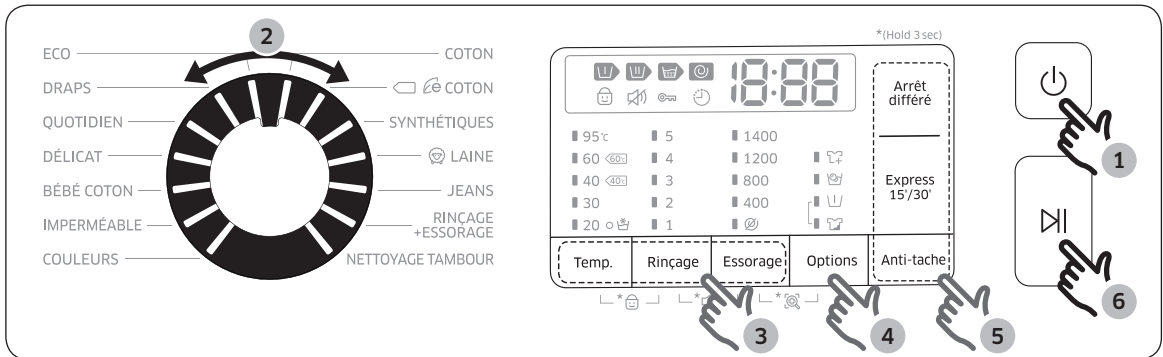 *(Hold 3 sec)
2
ECO
DRAPS
QUOTIDIEN
DÉLICAT
BÉBÉ COTON
IMPERMÉABLE
COULEURS
COTON
COTON
SYNTHÉTIQUES
LAINE
JEANS
RINÇAGE
+ESSORAGE
NETTOYAGE TAMBOUR
18:88
95℃ 5 1400
60 60℃ 4 1200
40 40℃ 3 800
30 2 400
20 1
Arrêt
différé
Express
15'/30'
Temp. Rinçage Essorage Options Anti-tache
* * *
1
3
4
5
6